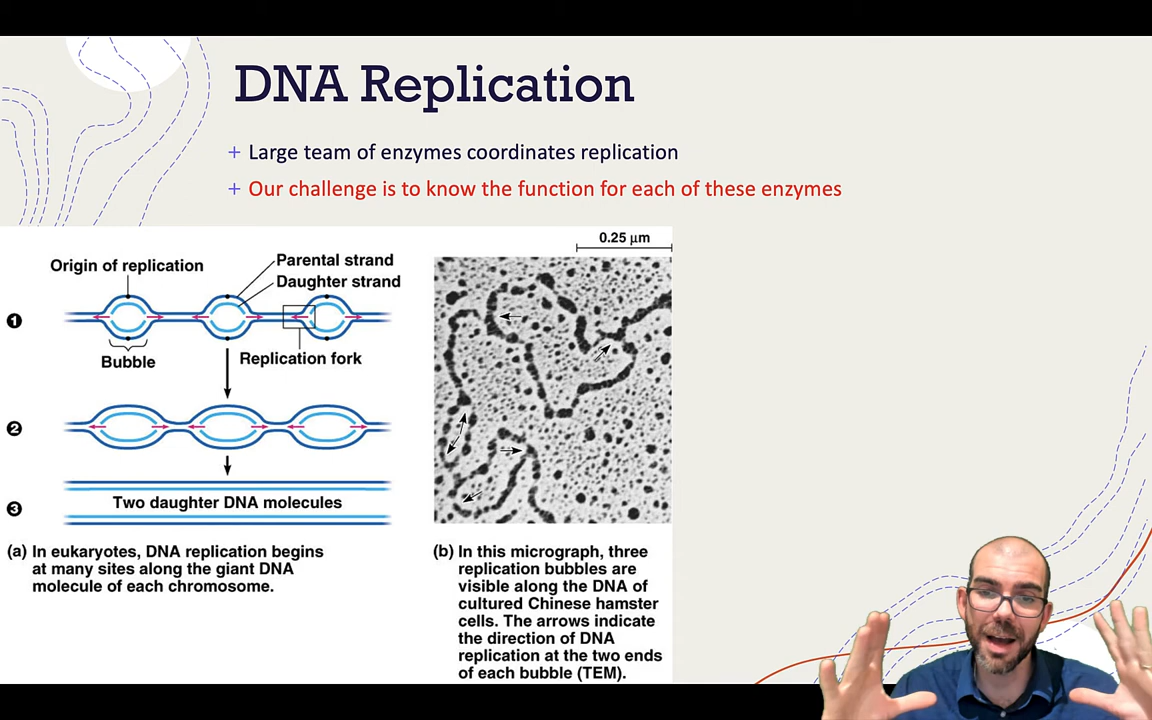 DNA Replication
+ Large team of enzymes coordinates replication
+ Our challenge is to know the function for each of these enzymes
Origin of replication
Parental strand
Daughter strand
1
Bubble
Replication fork
2
3
Two daughter DNA molecules
(a) In eukaryotes, DNA replication begins
at many sites along the giant DNA
molecule of each chromosome.
0.25 μm
(b) In this micrograph, three
replication bubbles are
visible along the DNA of
cultured Chinese hamster
cells. The arrows indicate
the direction of DNA
replication at the two ends
of each bubble (TEM).